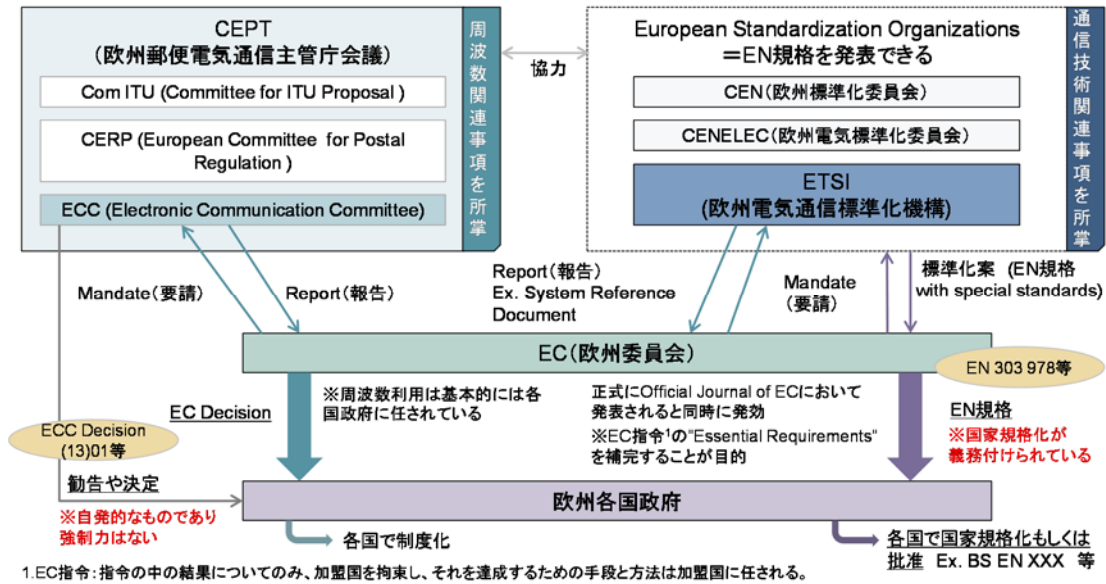 CEPT
(欧州郵便電気通信主管庁会議)
Com ITU (Committee for ITU Proposal )
CERP (European Committee for Postal
Regulation )
ECC (Electronic Communication Committee)
周波数関連事項を所掌
協力
European Standardization Organizations
=EN規格を発表できる
CEN(欧州標準化委員会)
CENELEC(欧州電気標準化委員会)
ETSI
(欧州電気通信標準化機構)
通信技術関連事項を所掌
Mandate(要請)
Report(報告)
Report(報告)
Ex. System Reference
Document
Mandate
(要請)
標準化案 (EN規格
with special standards)
EC(欧州委員会)
EN 303 978等
EC Decision
※周波数利用は基本的には各
国政府に任されている
正式にOfficial Journal of ECにおいて
発表されると同時に発効
※EC指令1の"Essential Requirements"
を補完することが目的
EN規格
※国家規格化が
義務付けられている
ECC Decision
(13)01等
勧告や決定
※自発的なものであり
強制力はない
欧州各国政府
各国で制度化
各国で国家規格化もしくは
批准 Ex. BS EN XXX 等
1.EC指令:指令の中の結果についてのみ、加盟国を拘束し、それを達成するための手段と方法は加盟国に任される。